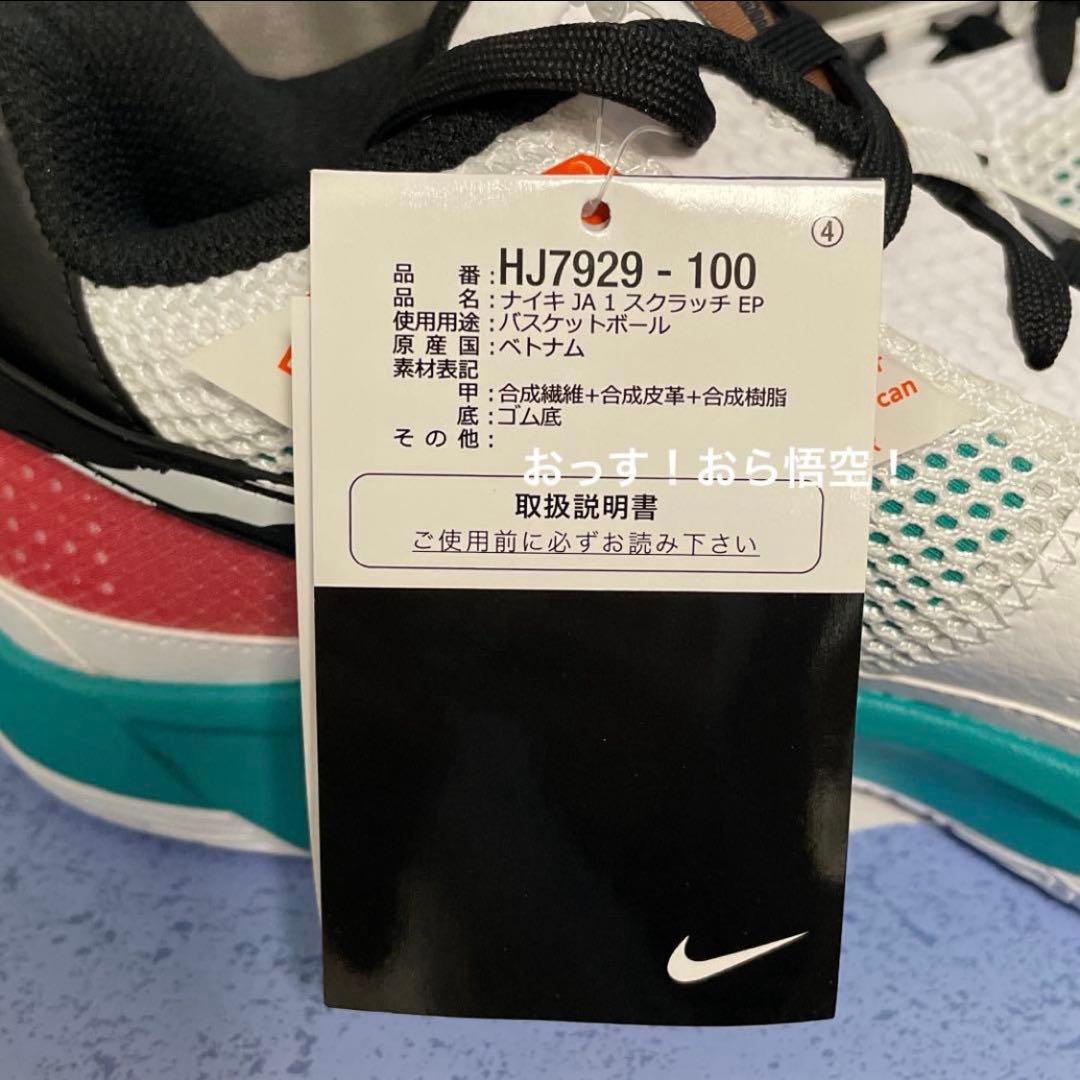 ④
品番:HJ7929 - 100
品名:ナイキ JA 1 スクラッチ EP
使用用途:バスケットボール
原産国:ベトナム
素材表記
甲:合成繊維+合成皮革+合成樹脂
底:ゴム底
その他:
おっす！おら悟空！
取扱説明書
ご使用前に必ずお読み下さい
can